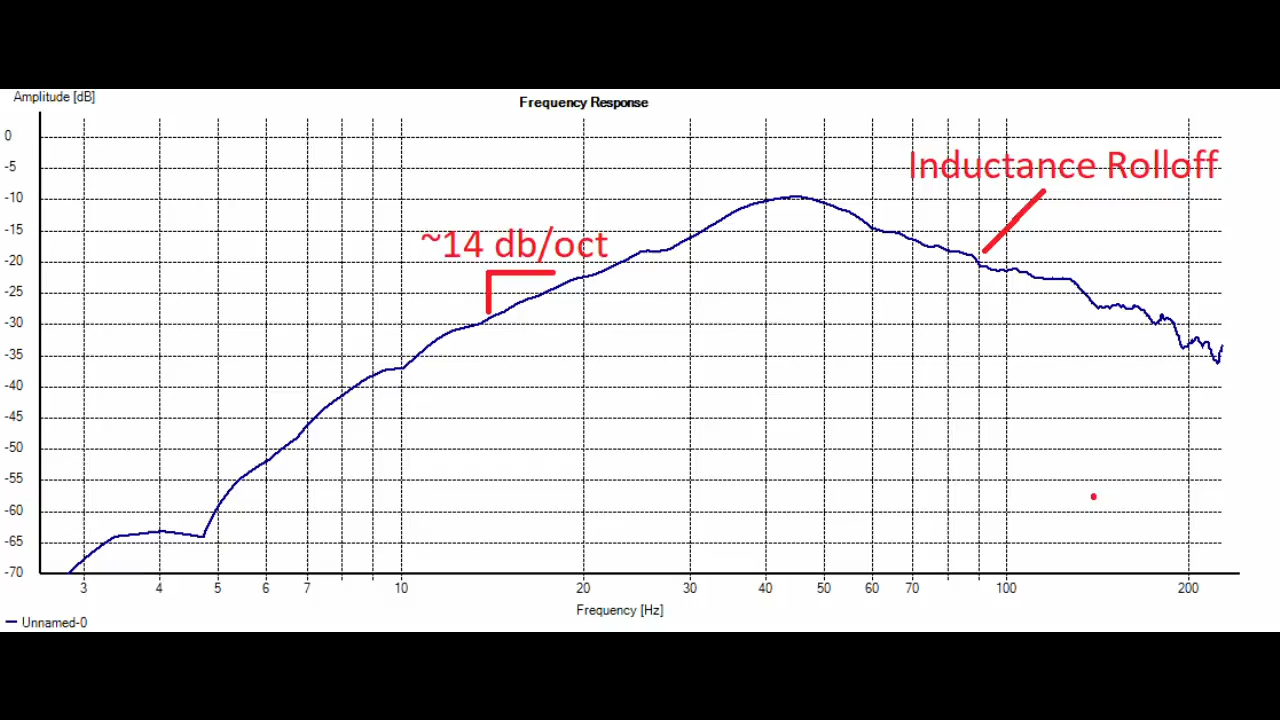 Amplitude [dB]
Frequency Response
0
-5
Inductance Rolloff
-10
-15
~14 db/oct
-20
-25
-30
-35
-40
-45
-50
-55
-60
-65
-70
3 4 5 6 7 10 20 30 40 50 60 70 100 200
Frequency [Hz]
Unnamed-0